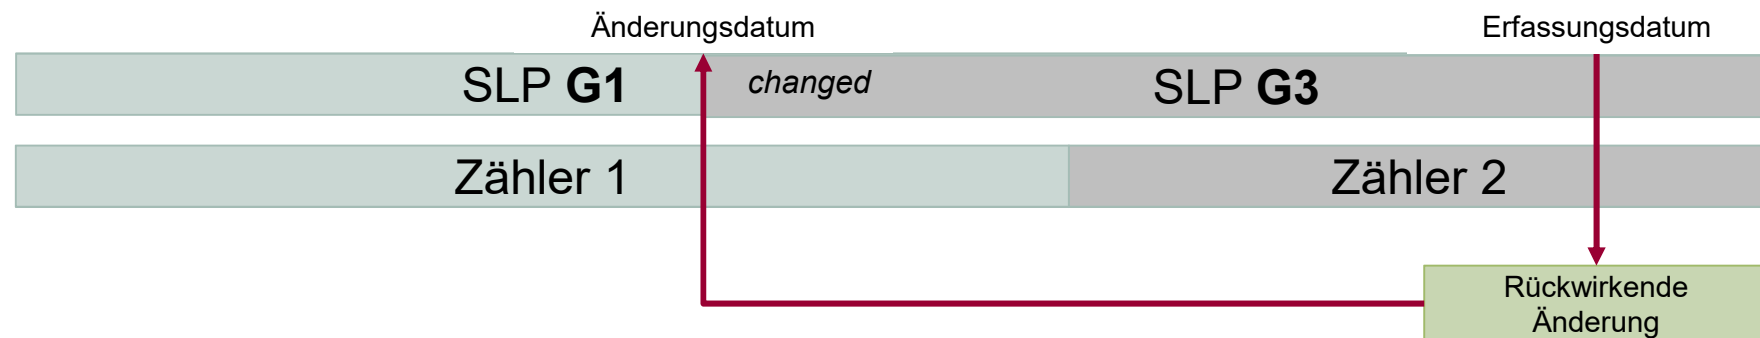 Änderungsdatum
Erfassungsdatum
SLP G1
changed
SLP G3
Zähler 1
Zähler 2
Rückwirkende
Änderung